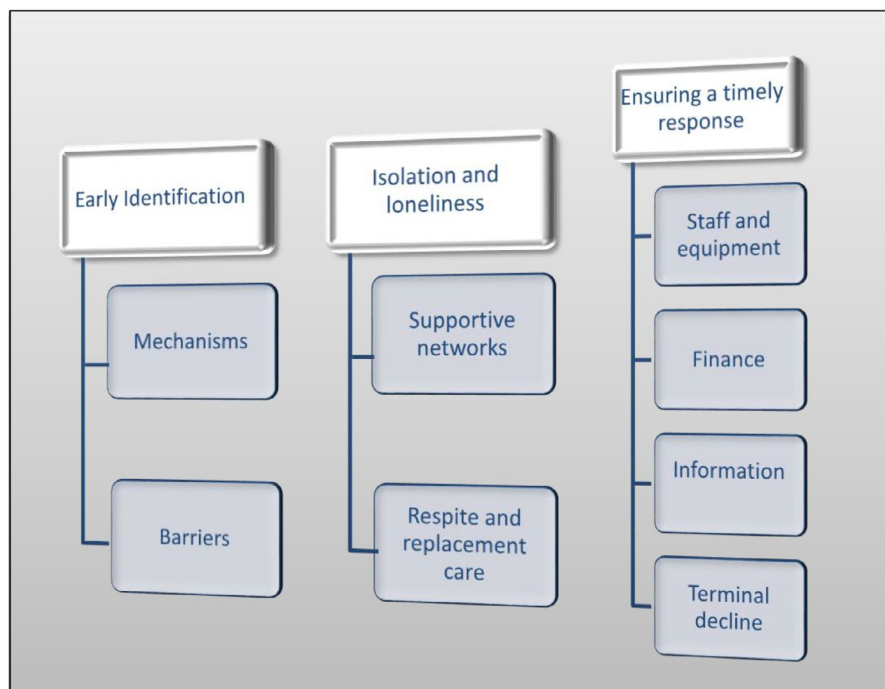 Early Identification
Mechanisms
Barriers
Isolation and
loneliness
Supportive
networks
Respite and
replacement
care
Ensuring a timely
response
Staff and
equipment
Finance
Information
Terminal
decline